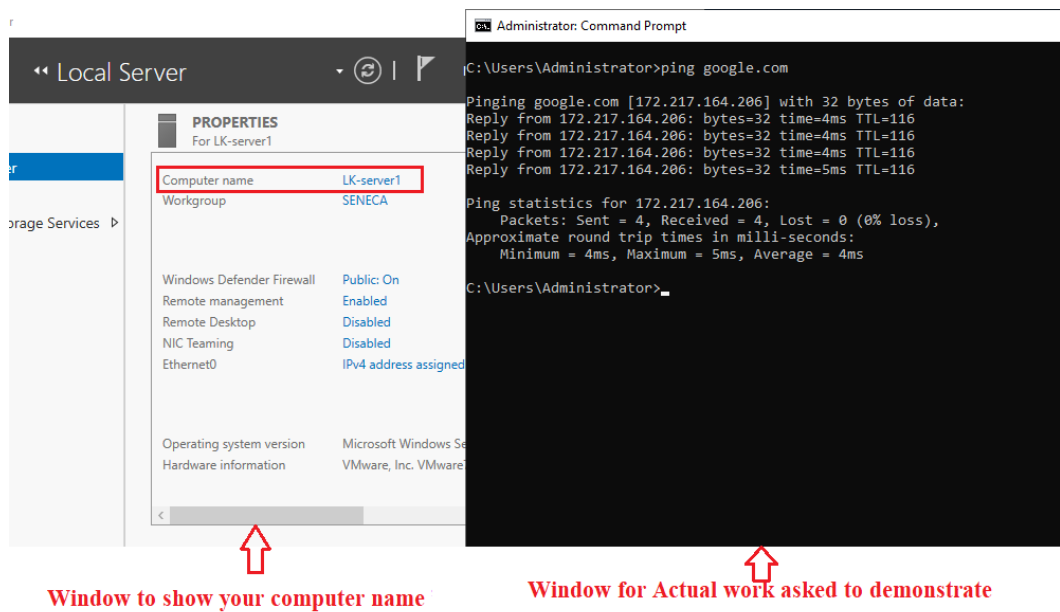 Local Server
PROPERTIES
For LK-server1
Computer name LK-server1
Workgroup SENECA
orage Services
Windows Defender Firewall Public: On
Remote management Enabled
Remote Desktop Disabled
NIC Teaming Disabled
Ethernet0 IPv4 address assigned
Operating system version Microsoft Windows Se
Hardware information VMware, Inc. VMware
Window to show your computer name
Administrator: Command Prompt
C:\Users\Administrator>ping google.com
Pinging google.com [172.217.164.206] with 32 bytes of data:
Reply from 172.217.164.206: bytes=32 time=4ms TTL=116
Reply from 172.217.164.206: bytes=32 time=4ms TTL=116
Reply from 172.217.164.206: bytes=32 time=4ms TTL=116
Reply from 172.217.164.206: bytes=32 time=5ms TTL=116
Ping statistics for 172.217.164.206:
Packets: Sent = 4, Received = 4, Lost = 0 (0% loss),
Approximate round trip times in milli-seconds:
Minimum = 4ms, Maximum = 5ms, Average = 4ms
C:\Users\Administrator>
Window for Actual work asked to demonstrate